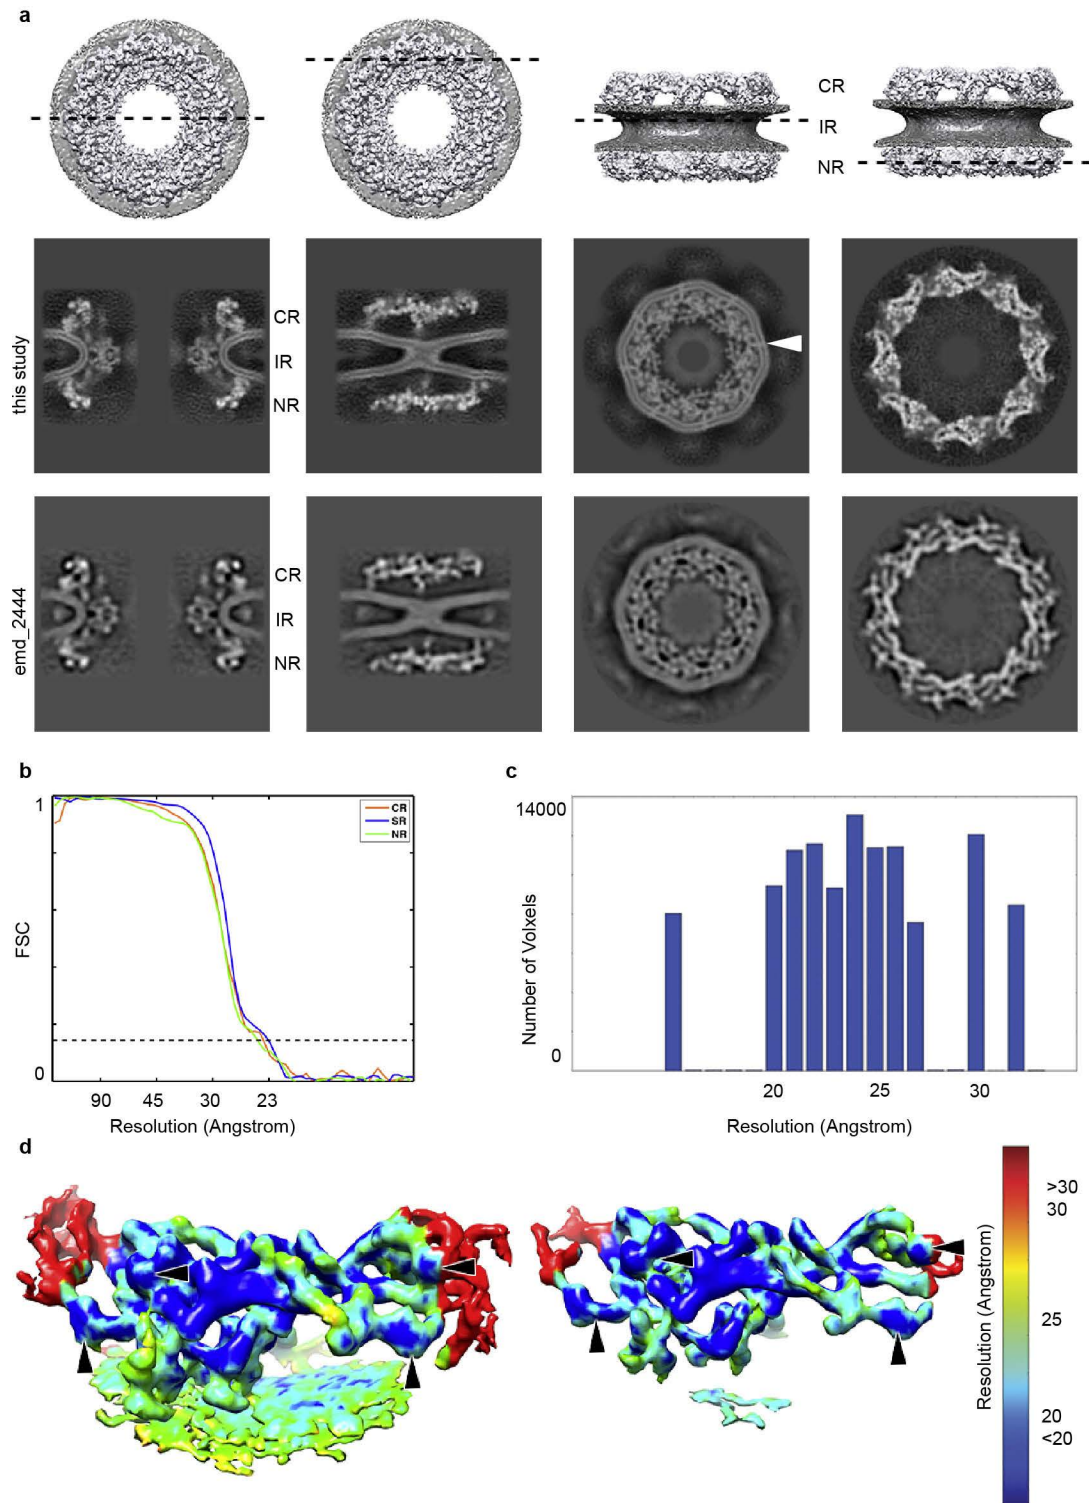 a
CR
IR
NR
this study
CR
IR
NR
emd_2444
CR
IR
NR
b
1
FSC
0
CR
SR
NR
90 45 30 23
Resolution (Angstrom)
c
14000
Number of Volxels
0
20 25 30
Resolution (Angstrom)
d
Resolution (Angstrom)
>30
30
25
20
<20